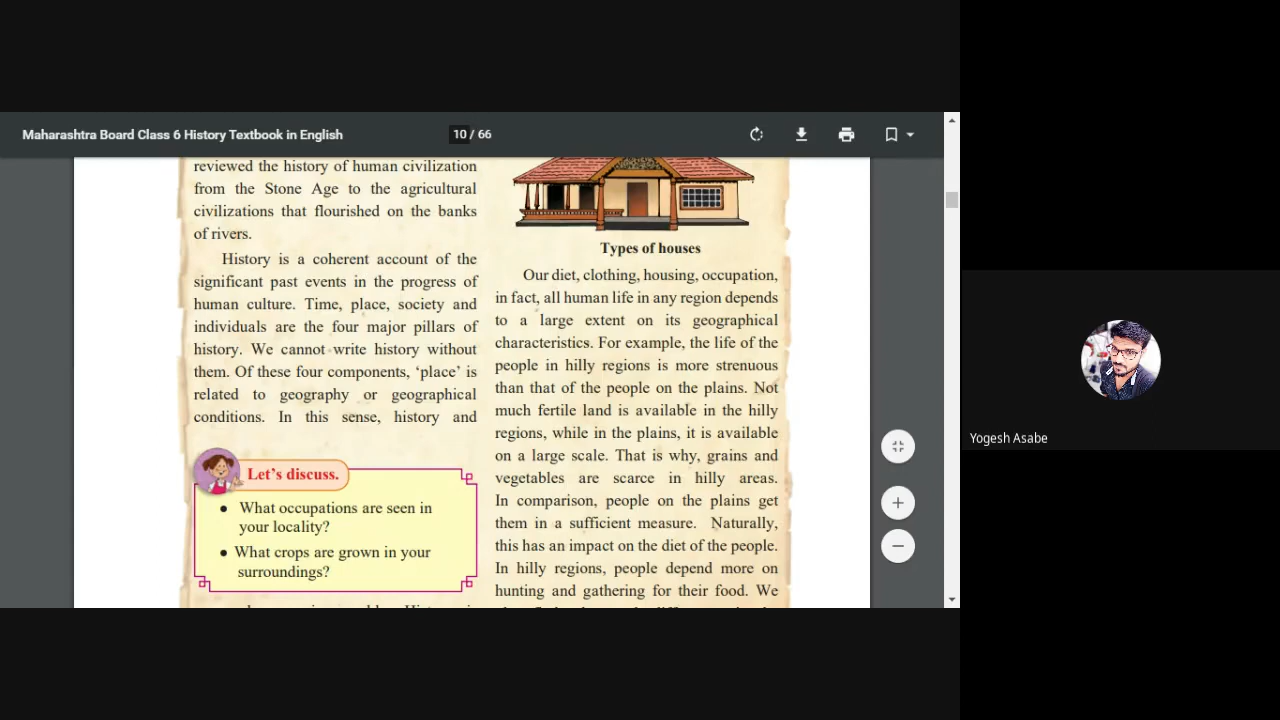 Maharashtra Board Class 6 History Textbook in English
10 / 66
reviewed the history of human civilization
from the Stone Age to the agricultural
civilizations that flourished on the banks
of rivers.
History is a coherent account of the
significant past events in the progress of
human culture. Time, place, society and
individuals are the four major pillars of
history. We cannot write history without
them. Of these four components, ‘place’ is
related to geography or geographical
conditions. In this sense, history and
Let’s discuss.
• What occupations are seen in
your locality?
• What crops are grown in your
surroundings?
Types of houses
Our diet, clothing, housing, occupation,
in fact, all human life in any region depends
to a large extent on its geographical
characteristics. For example, the life of the
people in hilly regions is more strenuous
than that of the people on the plains. Not
much fertile land is available in the hilly
regions, while in the plains, it is available
on a large scale. That is why, grains and
vegetables are scarce in hilly areas.
In comparison, people on the plains get
them in a sufficient measure. Naturally,
this has an impact on the diet of the people.
In hilly regions, people depend more on
hunting and gathering for their food. We
Yogesh Asabe